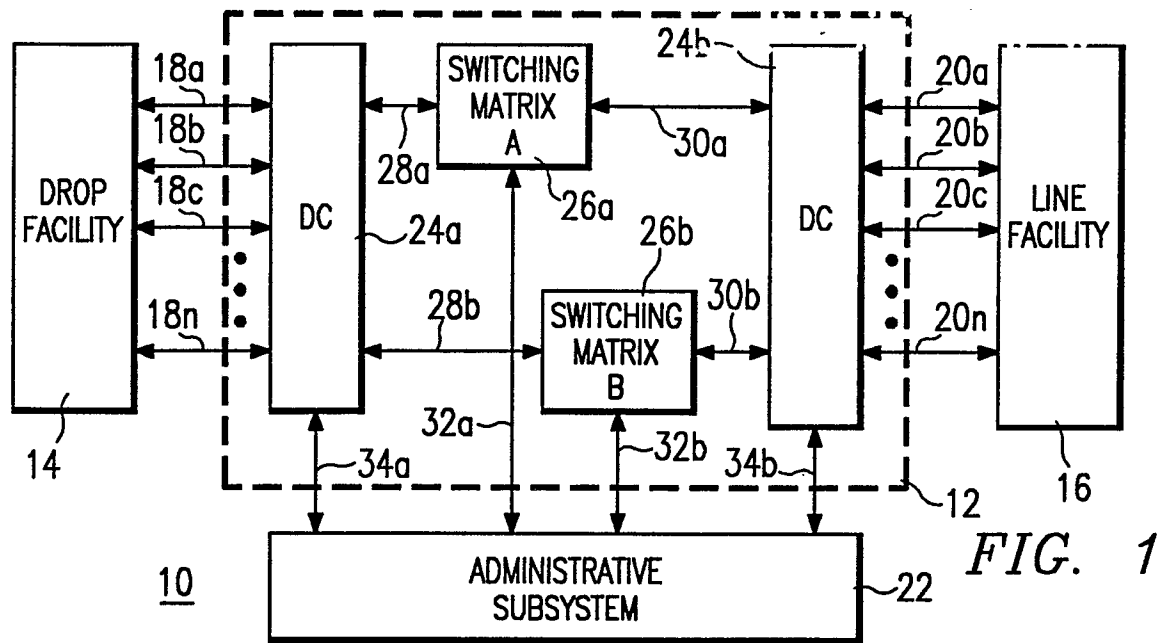 18a
18b
18c
18n
DROP
FACILITY
14
DC
24a
34a
28a
28b
SWITCHING
MATRIX
A
26a
30a
32a
26b
SWITCHING
MATRIX
B
30b
32b
24b
DC
34b
20a
20b
20c
20n
LINE
FACILITY
16
12
ADMINISTRATIVE
SUBSYSTEM
22
10
FIG. 1